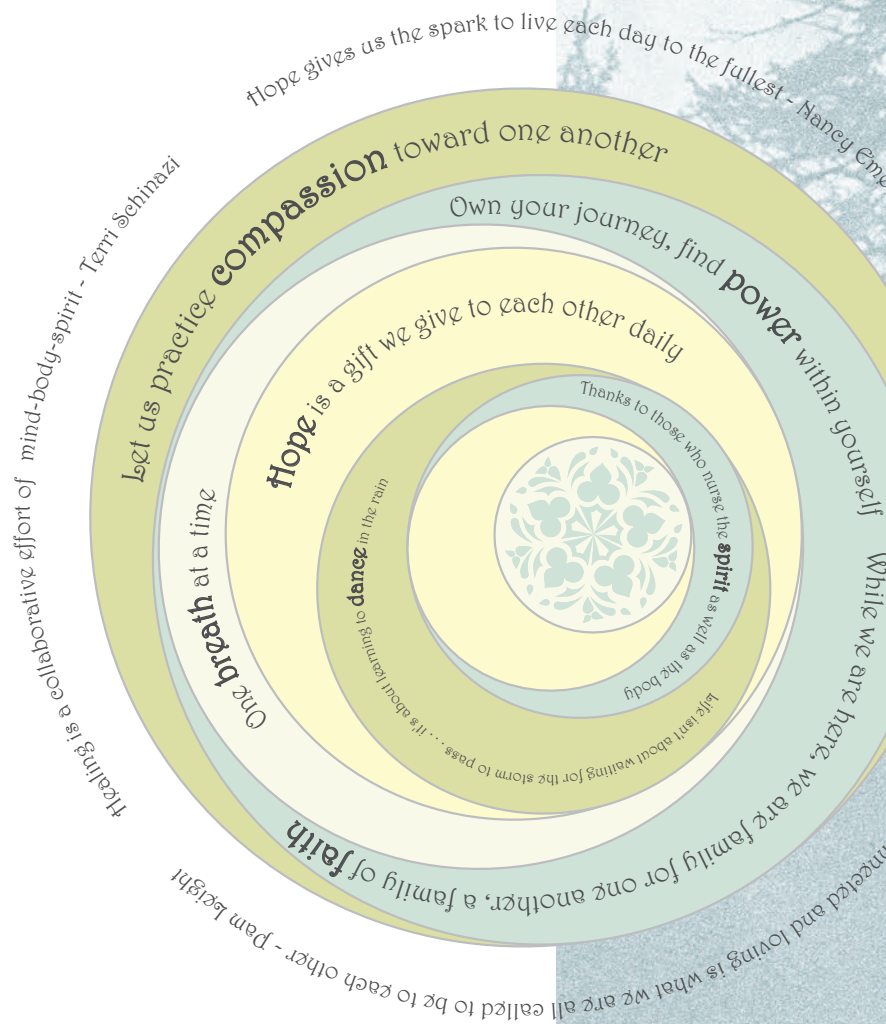 Hope gives us the spark to live each day to the fullest - Nancy
Healing is a collaborative effort of mind-body-spirit - Terri Schinazi
and loving is what we are all called to be to each other - Pam Leight
Let us practice compassion toward one another
Own your journey, find power within yourself
While we are here, we are family for one another, a family of faith
One breath at a time
Hope is a gift we give to each other daily
Life isn't about waiting for the storm to pass . . . it's about learning to dance in the rain
Thanks to those who nurse the spirit as well as the body